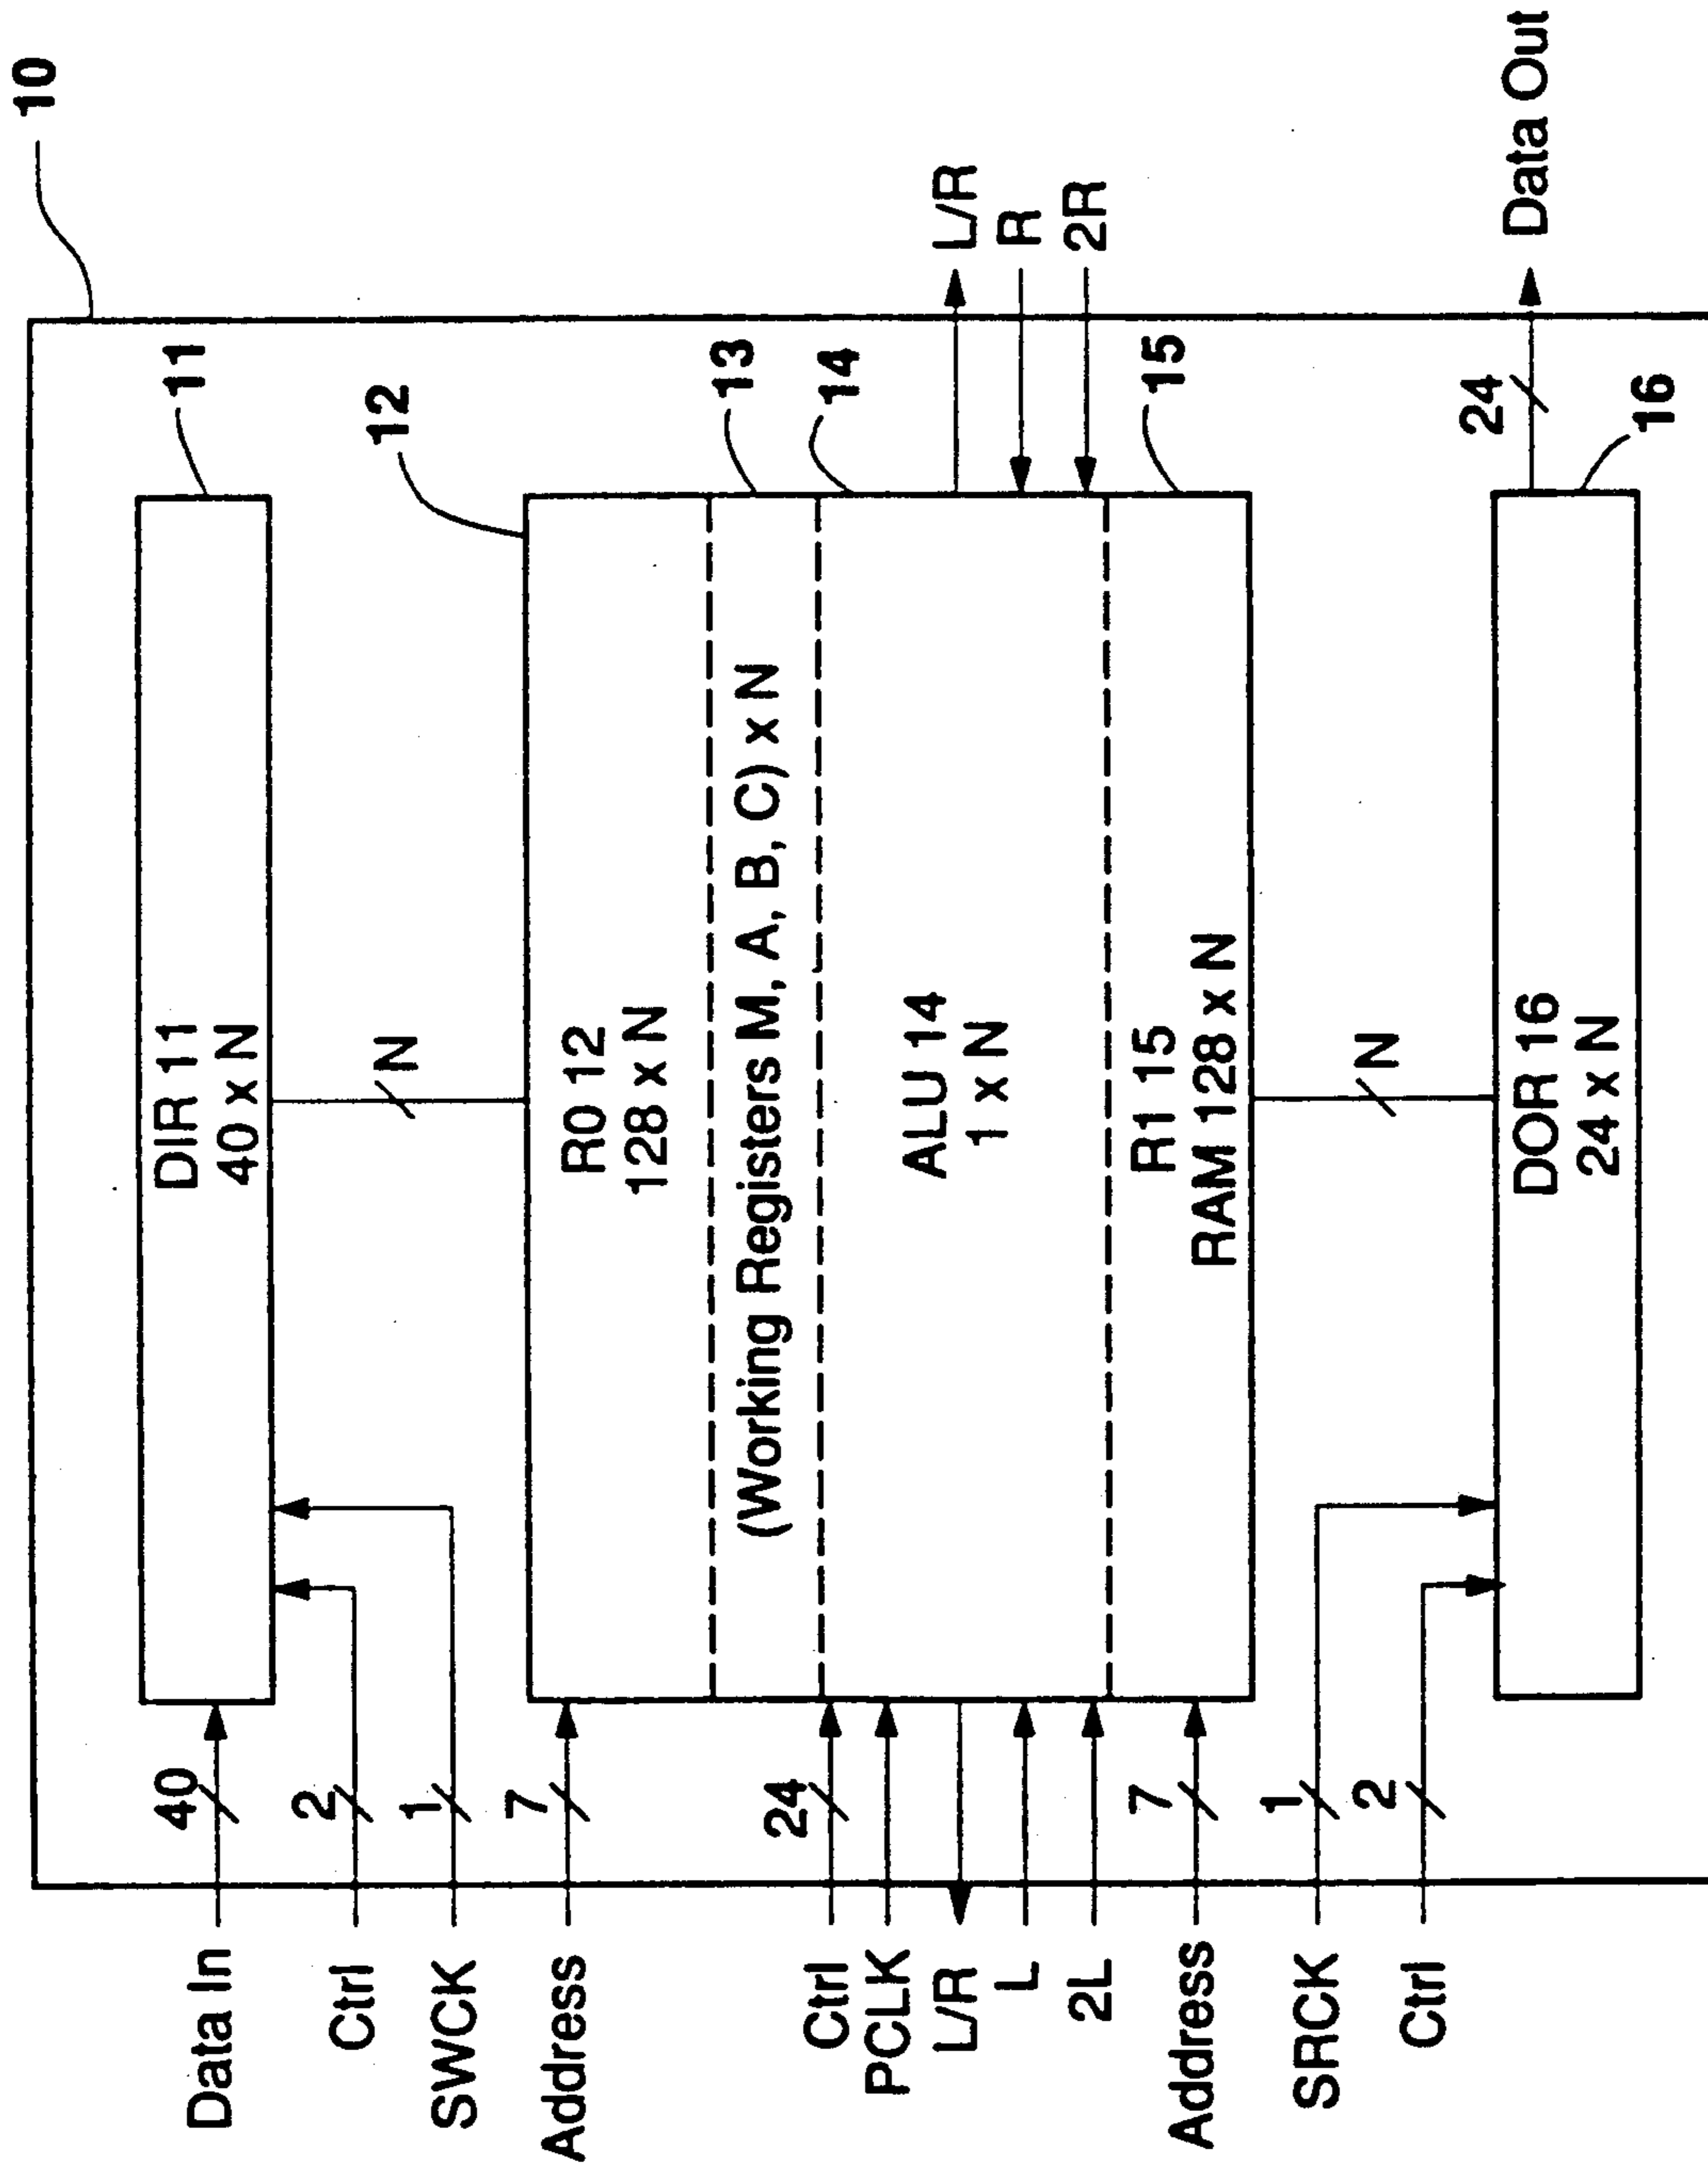 10
DIR 11
40 x N
11
Data In
40
Ctrl
2
SWCK
1
N
Address
7
R0 12
128 x N
12
(Working Registers M, A, B, C) x N
13
14
Ctrl
24
PCLK
L/R
L
2L
ALU 14
1 x N
L/R
R
2R
Address
7
R1 15
RAM 128 x N
15
N
SRCK
1
Ctrl
2
DOR 16
24 x N
24
Data Out
16